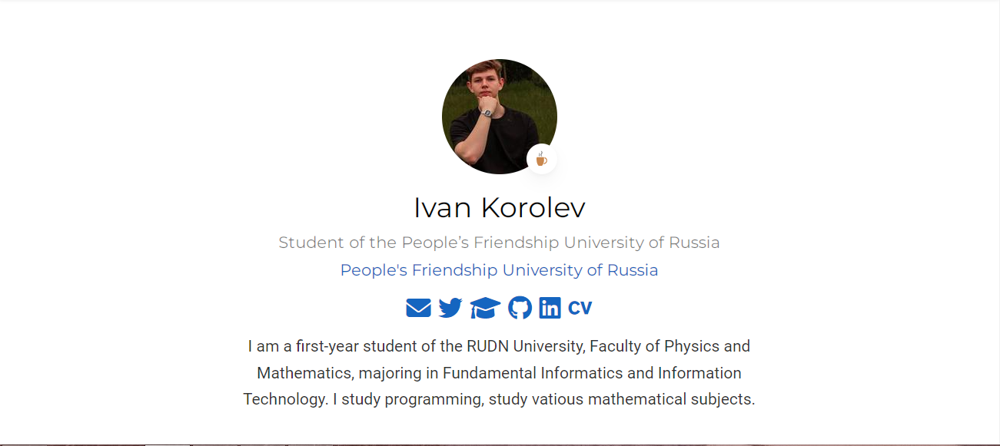 Ivan Korolev
Student of the People’s Friendship University of Russia
People's Friendship University of Russia
in CV
I am a first-year student of the RUDN University, Faculty of Physics and
Mathematics, majoring in Fundamental Informatics and Information
Technology. I study programming, study vatious mathematical subjects.